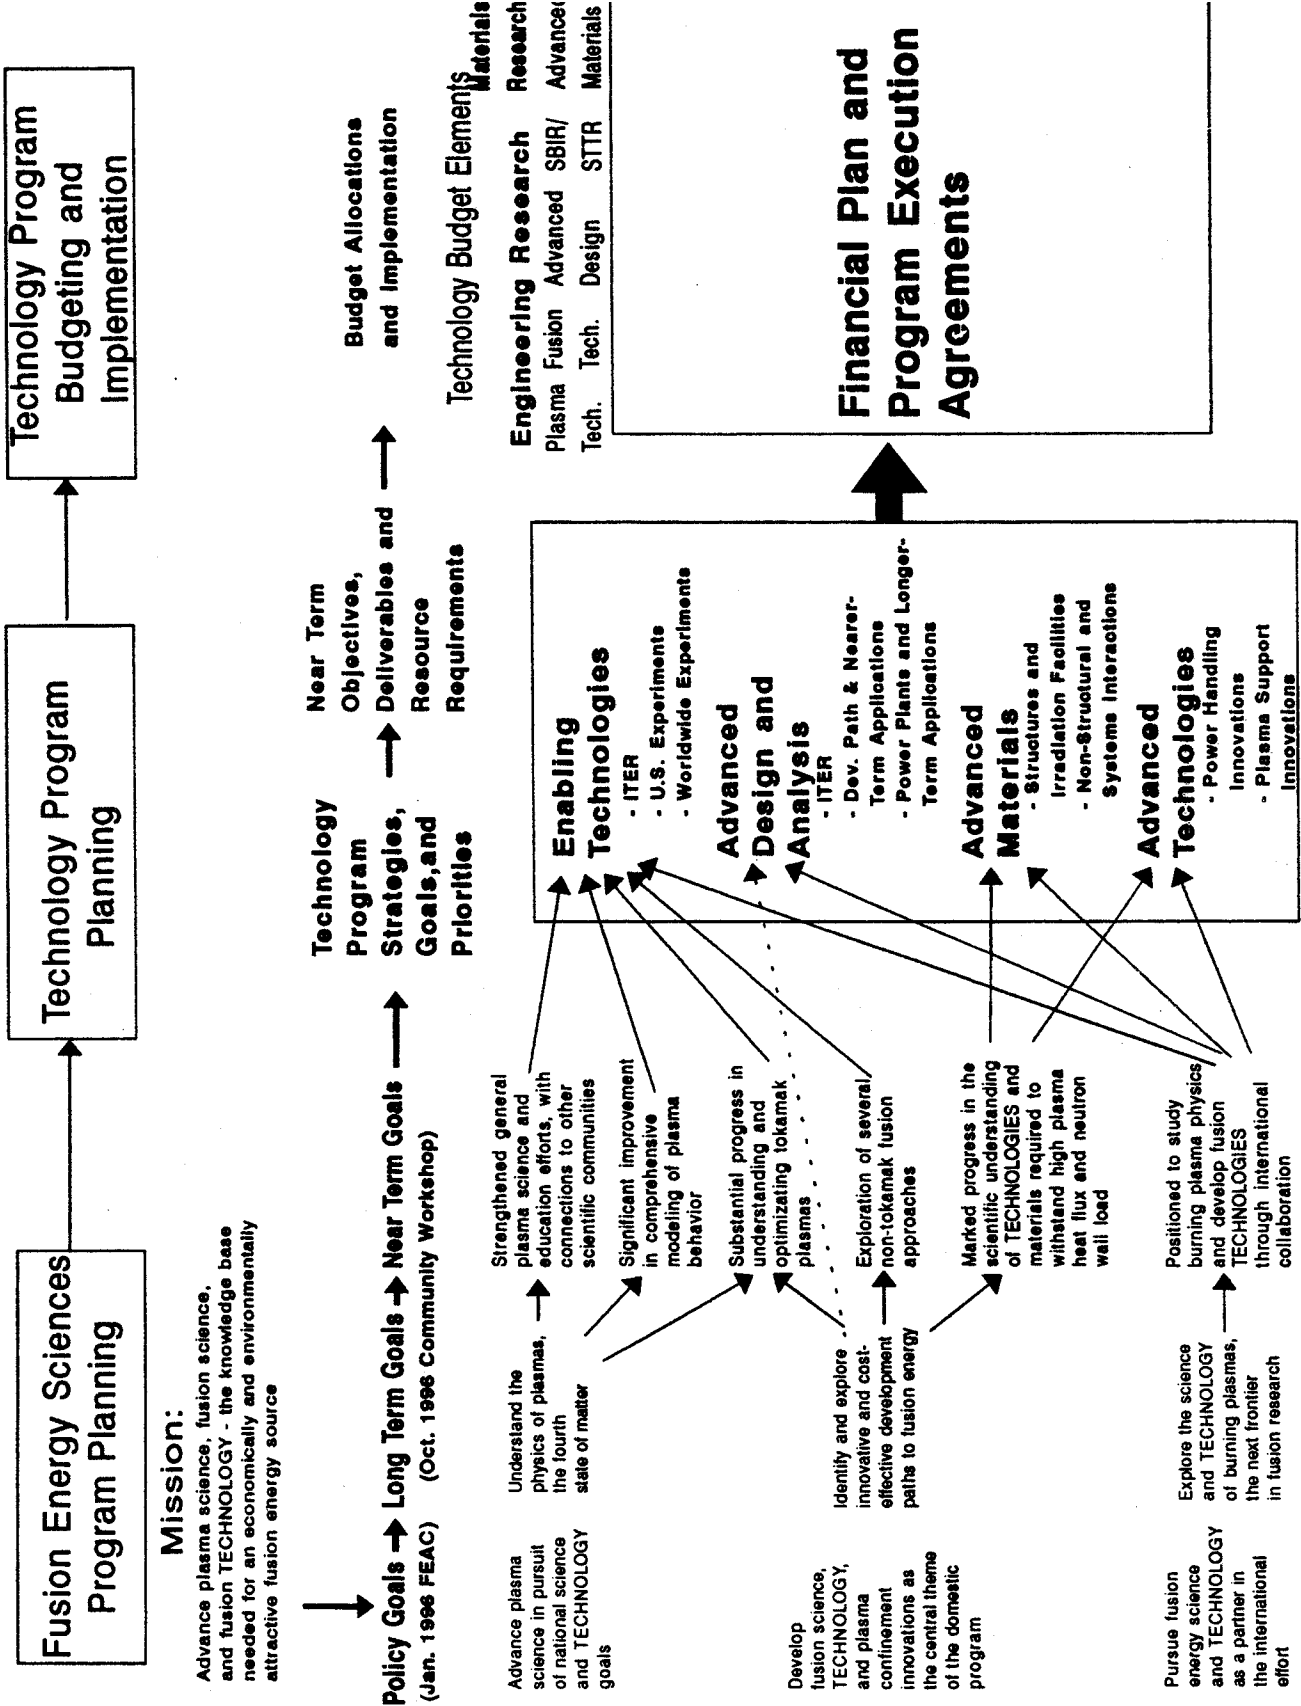 Fusion Energy Sciences
Program Planning
Technology Program
Planning
Technology Program
Budgeting and
Implementation
Mission:
Advance plasma science, fusion science,
and fusion TECHNOLOGY - the knowledge base
needed for an economically and environmentally
attractive fusion energy source
Policy Goals
Long Term Goals
Near Term Goals
(Jan. 1996 FEAC)
(Oct. 1996 Community Workshop)
Technology
Program
Strategies,
Goals,and
Priorities
Near Term
Objectives,
Deliverables and
Resource
Requirements
Budget Allocations
and Implementation
Technology Budget Elements
Engineering Research
Materials
Research
Plasma Fusion Advanced SBIR/ Advanced
Tech. Tech. Design STTR Materials
Advance plasma
science in pursuit
of national science
and TECHNOLOGY
goals
Develop
fusion science,
TECHNOLOGY,
and plasma
confinement
innovations as
the central theme
of the domestic
program
Pursue fusion
energy science
and TECHNOLOGY
as a partner in
the international
effort
Understand the
physics of plasmas,
the fourth
state of matter
Identify and explore
innovative and cost-
effective development
paths to fusion energy
Explore the science
and TECHNOLOGY
of burning plasmas,
the next frontier
in fusion research
Strengthened general
plasma science and
education efforts, with
connections to other
scientific communities
Significant improvement
in comprehensive
modeling of plasma
behavior
Substantial progress in
understanding and
optimizating tokamak
plasmas
Exploration of several
non-tokamak fusion
approaches
Marked progress in the
scientific understanding
of TECHNOLOGIES and
materials required to
withstand high plasma
heat flux and neutron
wall load
Positioned to study
burning plasma physics
and develop fusion
TECHNOLOGIES
through international
collaboration
Enabling
Technologies
- ITER
- U.S. Experiments
- Worldwide Experiments
Advanced
Design and
Analysis
- ITER
- Dev. Path & Nearer-
Term Applications
- Power Plants and Longer-
Term Applications
Advanced
Materials
- Structures and
Irradiation Facilities
- Non-Structural and
Systems Interactions
Advanced
Technologies
- Power Handling
Innovations
- Plasma Support
Innovations
Financial Plan and
Program Execution
Agreements